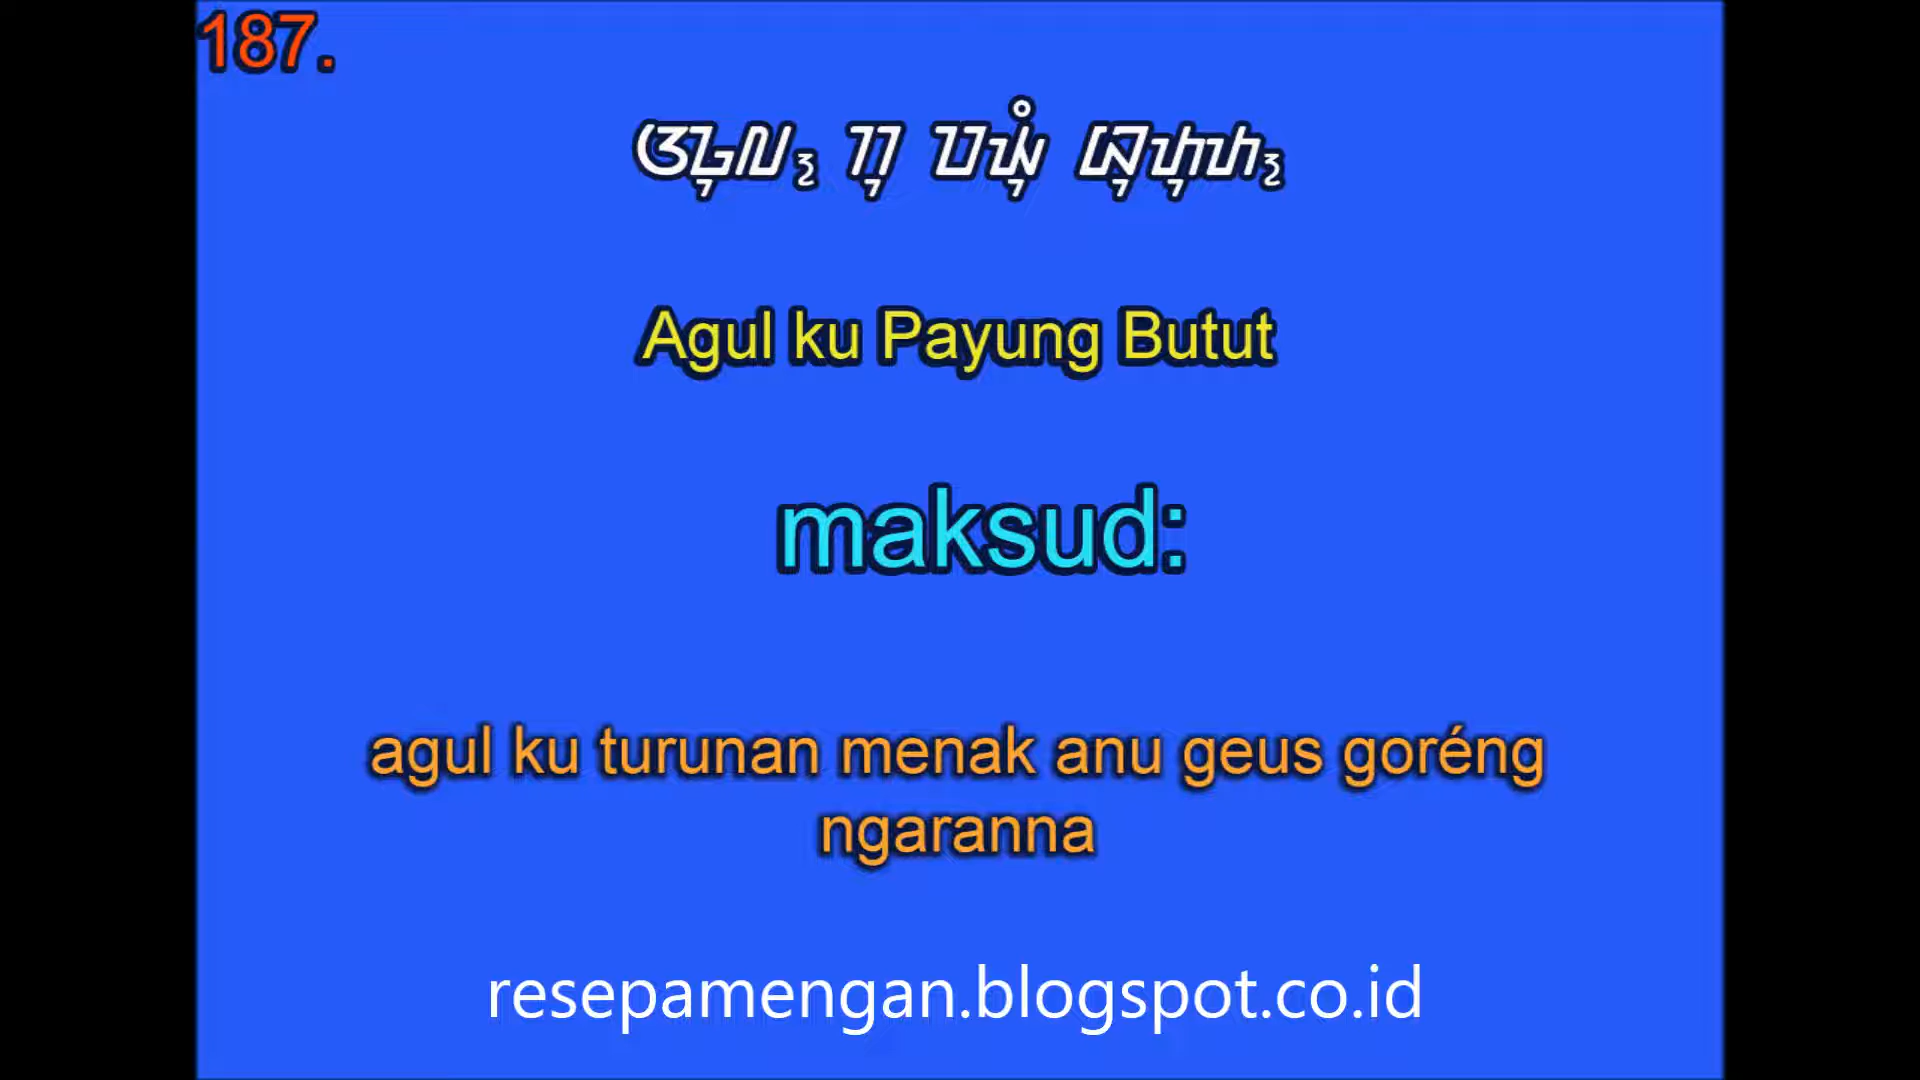 187.
ᮃᮌᮥᮜ᮪ ᮊᮥ ᮕᮚᮥᮀ ᮘᮥᮒᮥᮒ᮪
Agul ku Payung Butut
maksud:
agul ku turunan menak anu geus goréng
ngaranna
resepamengan.blogspot.co.id